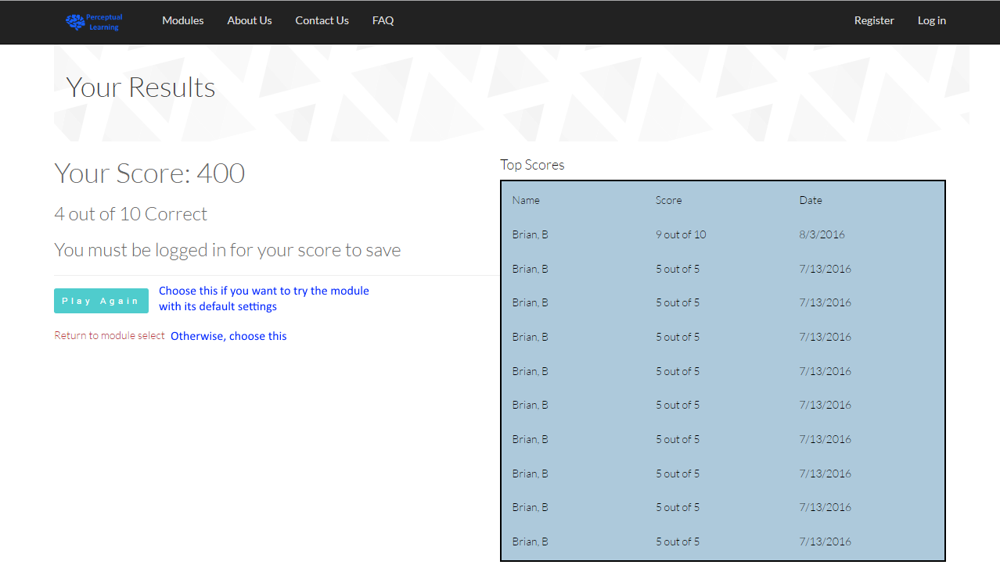 Perceptual
Learning
Modules About Us Contact Us FAQ Register Log in
Your Results
Your Score: 400
4 out of 10 Correct
You must be logged in for your score to save
Play Again
Choose this if you want to try the module
with its default settings
Return to module select Otherwise, choose this
Top Scores
Name Score Date
Brian, B 9 out of 10 8/3/2016
Brian, B 5 out of 5 7/13/2016
Brian, B 5 out of 5 7/13/2016
Brian, B 5 out of 5 7/13/2016
Brian, B 5 out of 5 7/13/2016
Brian, B 5 out of 5 7/13/2016
Brian, B 5 out of 5 7/13/2016
Brian, B 5 out of 5 7/13/2016
Brian, B 5 out of 5 7/13/2016
Brian, B 5 out of 5 7/13/2016